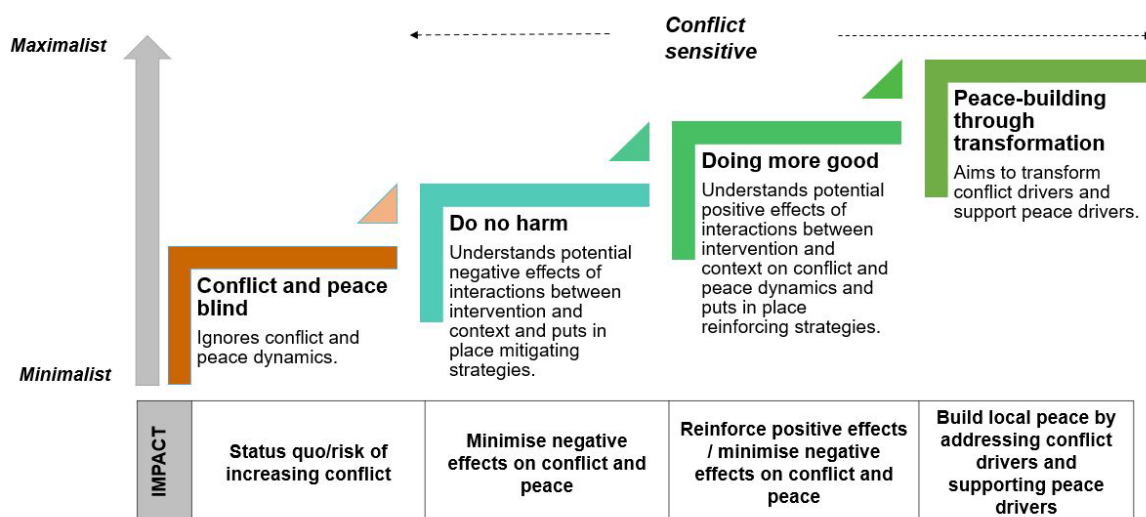 Maximalist
Conflict
sensitive
Peace-building
through
transformation
Aims to transform
conflict drivers and
support peace drivers.
Doing more good
Understands potential
positive effects of
interactions between
intervention and
context on conflict and
peace dynamics and
puts in place
reinforcing strategies.
Do no harm
Understands potential
negative effects of
interactions between
intervention and
context and puts in
place mitigating
strategies.
Conflict and peace
blind
Ignores conflict and
peace dynamics.
Minimalist
IMPACT
Status quo/risk of
increasing conflict
Minimise negative
effects on conflict and
peace
Reinforce positive effects
/ minimise negative
effects on conflict and
peace
Build local peace by
addressing conflict
drivers and
supporting peace
drivers